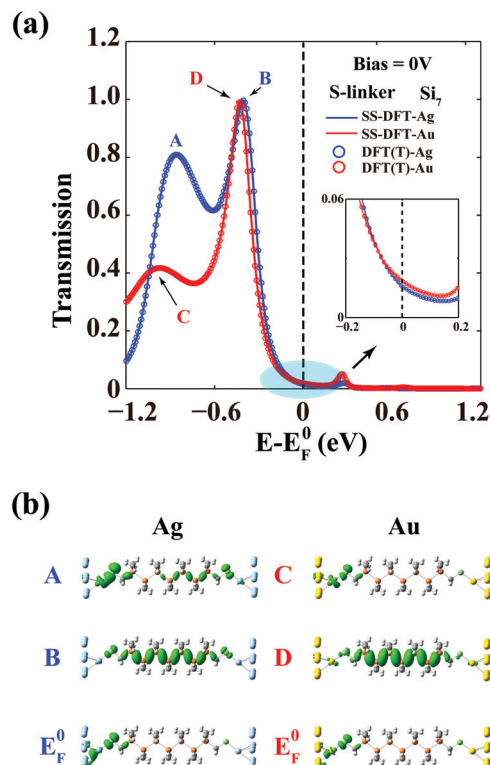 (a)
Bias = 0V
S-linker Si₇
SS-DFT-Ag
SS-DFT-Au
DFT(T)-Ag
DFT(T)-Au
D B
A
C
Transmission
1.2
1.0
0.8
0.6
0.4
0.2
0
−1.2 −0.6 0 0.6 1.2
E-E⁰F (eV)
0.06
0
−0.2 0 0.2
(b)
Ag Au
A C
B D
E⁰F E⁰F